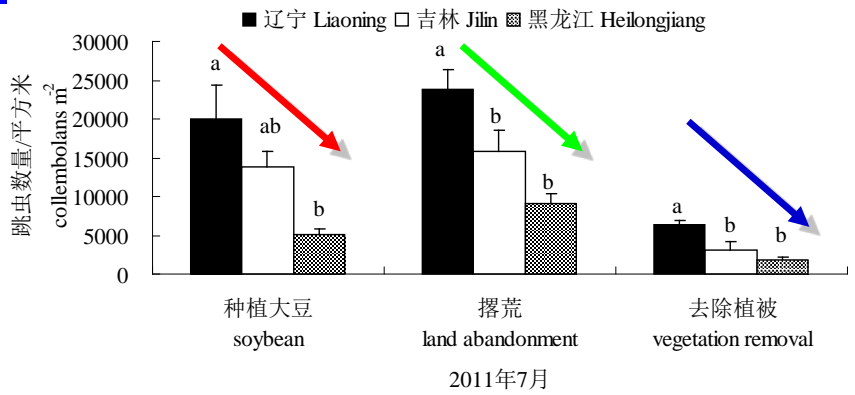 辽宁 Liaoning 吉林 Jilin 黑龙江 Heilongjiang
跳虫数量/平方米
collembolans m-2
30000
25000
20000
15000
10000
5000
0
a
ab
b
a
b
b
a
b
b
种植大豆
soybean
撂荒
land abandonment
去除植被
vegetation removal
2011年7月